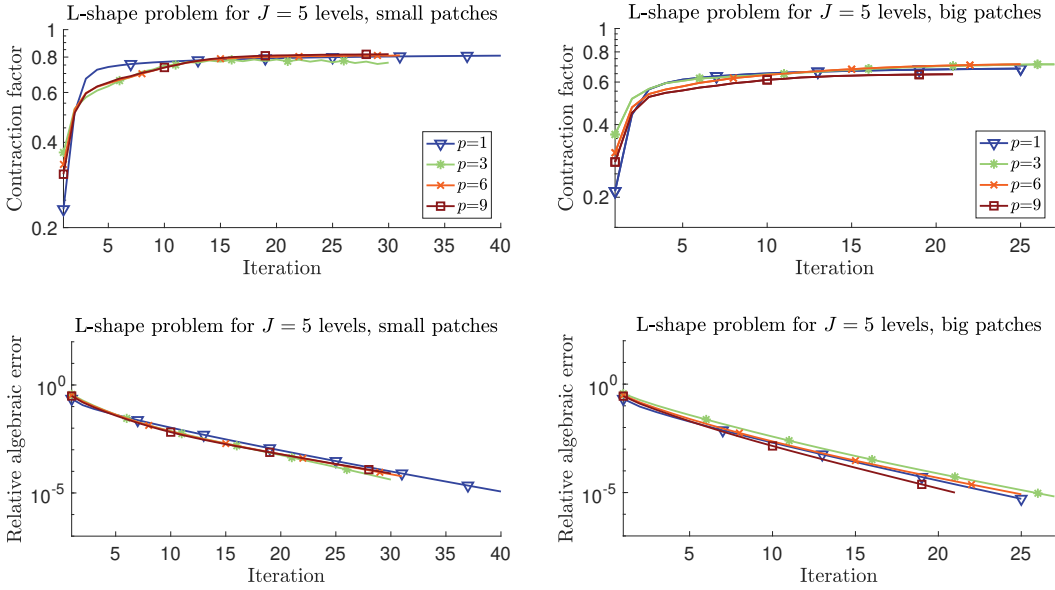 L-shape problem for J = 5 levels, small patches
Contraction factor
1
0.8
0.6
0.4
0.2
p=1
p=3
p=6
p=9
5 10 15 20 25 30 35 40
Iteration
L-shape problem for J = 5 levels, big patches
Contraction factor
1
0.8
0.6
0.4
0.2
p=1
p=3
p=6
p=9
5 10 15 20 25
Iteration
L-shape problem for J = 5 levels, small patches
Relative algebraic error
10^0
10^-5
5 10 15 20 25 30 35 40
Iteration
L-shape problem for J = 5 levels, big patches
Relative algebraic error
10^0
10^-5
5 10 15 20 25
Iteration